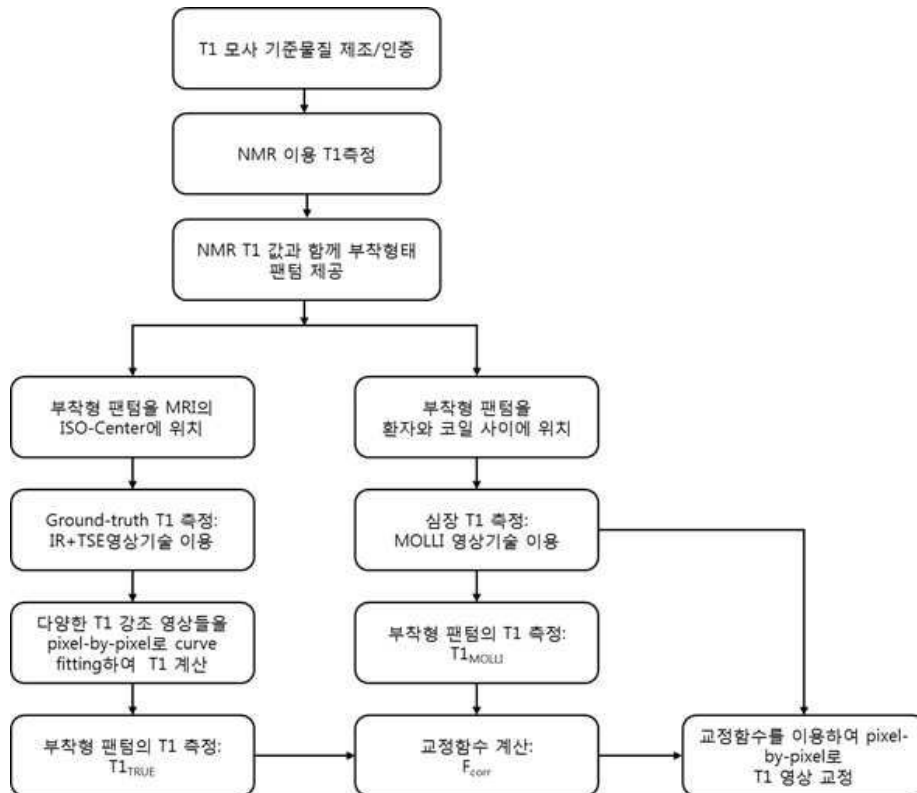 T1 모사 기준물질 제조/인증
NMR 이용 T1측정
NMR T1 값과 함께 부착형태
팬텀 제공
부착형 팬텀을 MRI의
ISO-Center에 위치
부착형 팬텀을
환자와 코일 사이에 위치
Ground-truth T1 측정:
IR+TSE영상기술 이용
심장 T1 측정:
MOLLI 영상기술 이용
다양한 T1 강조 영상들을
pixel-by-pixel로 curve
fitting하여 T1 계산
부착형 팬텀의 T1 측정:
T1MOLLI
부착형 팬텀의 T1 측정:
T1TRUE
교정함수 계산:
Fcorr
교정함수를 이용하여 pixel-
by-pixel로
T1 영상 교정